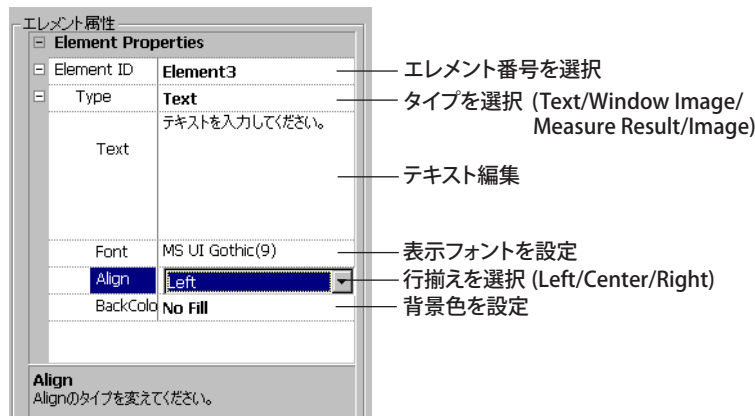 エレメント属性
Element Properties
Element ID Element3 エレメント番号を選択
Type Text タイプを選択 (Text/Window Image/
Measure Result/Image)
テキストを入力してください。
Text
テキスト編集
Font MS UI Gothic(9) 表示フォントを設定
Align Left 行揃えを選択 (Left/Center/Right)
BackColo No Fill 背景色を設定
Align
Alignのタイプを変えてください。